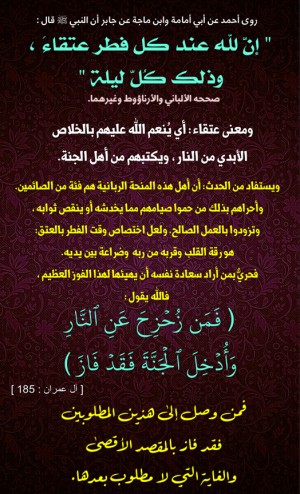 روى أحمد عن أبي أمامة وابن ماجة عن جابر أن النبي ﷺ قال :
" إنّ لله عند كل فطر عتقاءَ ،
وذلك كُلّ ليلة "
صححه الألباني والأرناؤوط وغيرهما.
ومعنى عتقاء : أي يُنعم الله عليهم بالخلاص
الأبدي من النار ، ويكتبهم من أهل الجنة.
ويستفاد من الحدث: أن أهل هذه المنحة الربانية هم فئة من الصائمين.
وأحراهم بذلك من حموا صيامهم مما يخدشه أو ينقص ثوابه ،
وتزودوا بالعمل الصالح. ولعل اختصاص وقت الفطر بالعتق:
هو رقة القلب وقربه من ربه وضراعة بين يديه.
فحريٌّ بمن أراد سعادة نفسه أن يهيئها لهذا الفوز العظيم ،
فالله يقول :
( فَمَن زُحْزِحَ عَنِ ٱلنَّارِ
وَأُدْخِلَ ٱلْجَنَّةَ فَقَدْ فَازَ )
[ آل عمران : 185 ]
فمن وصل إلى هذين المطلوبين
فقد فاز بالمقصد الأقصى
والغاية التي لا مطلوب بعدها.